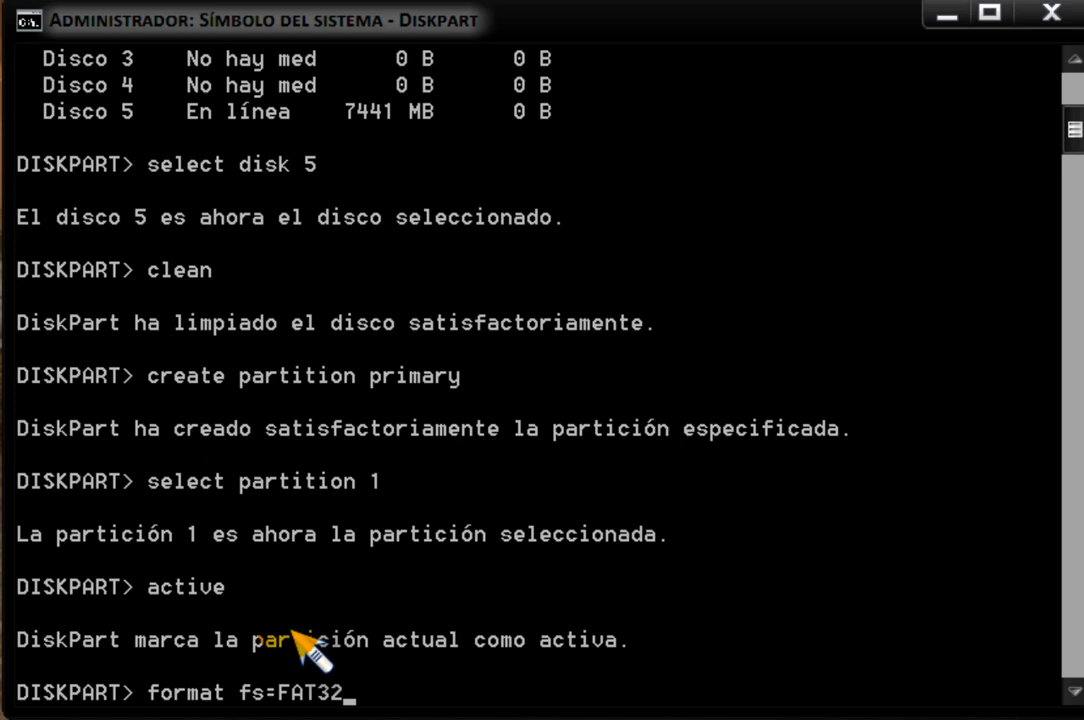 Administrador: Símbolo del sistema - Diskpart
Disco 3 No hay med 0 B 0 B
Disco 4 No hay med 0 B 0 B
Disco 5 En línea 7441 MB 0 B
DISKPART> select disk 5
El disco 5 es ahora el disco seleccionado.
DISKPART> clean
DiskPart ha limpiado el disco satisfactoriamente.
DISKPART> create partition primary
DiskPart ha creado satisfactoriamente la partición especificada.
DISKPART> select partition 1
La partición 1 es ahora la partición seleccionada.
DISKPART> active
DiskPart marca la partición actual como activa.
DISKPART> format fs=FAT32_